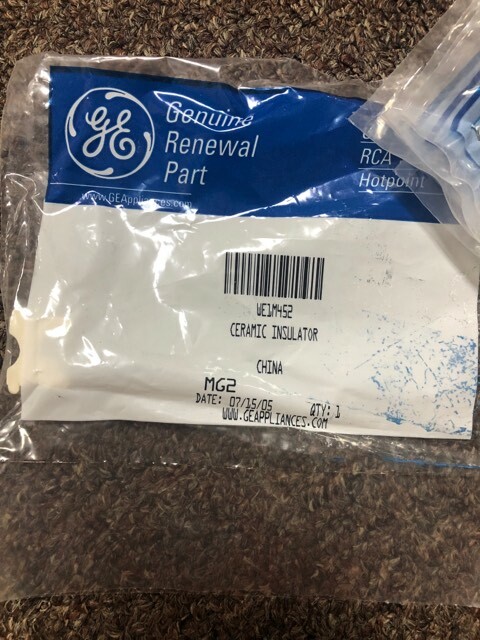 GE
Genuine
Renewal
Part
RCA
Hotpoint
www.GEAppliances.com
WE1M452
CERAMIC INSULATOR
CHINA
MG2
DATE: 07/15/05 QTY: 1
WWW.GEAPPLIANCES.COM